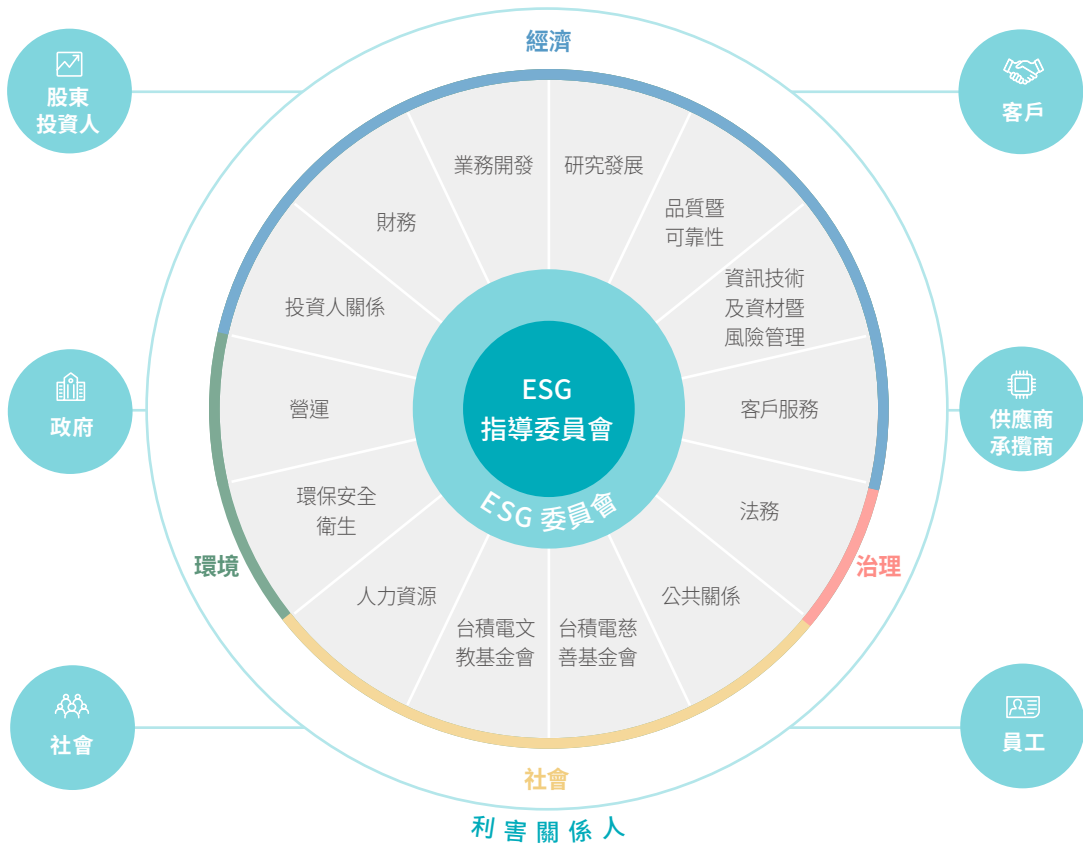 經濟
股東
投資人
客戶
業務開發
研究發展
財務
品質暨
可靠性
投資人關係
資訊技術
及資材暨
風險管理
營運
客戶服務
ESG
指導委員會
ESG 委員會
政府
供應商
承攬商
環保安全
衛生
法務
環境
治理
人力資源
公共關係
台積電文
教基金會
台積電慈
善基金會
社會
員工
社會
利害關係人